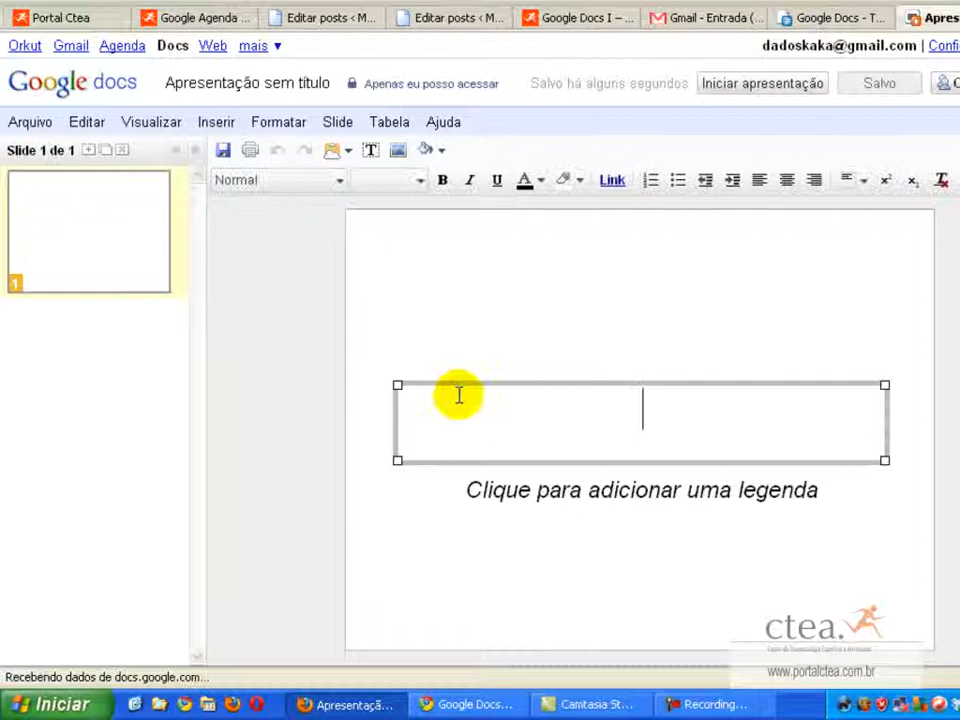 Portal Ctea
Google Agenda ...
Editar posts ‹ M...
Editar posts ‹ M...
Google Docs I – ...
Gmail - Entrada (...
Google Docs - T...
Apres
Orkut Gmail Agenda Docs Web mais ▼
dadoskaka@gmail.com | Confi
Google docs
Apresentação sem título
Apenas eu posso acessar
Salvo há alguns segundos
Iniciar apresentação
Salvo
C
Arquivo Editar Visualizar Inserir Formatar Slide Tabela Ajuda
Slide 1 de 1
Normal
B I U A Link
1
Clique para adicionar uma legenda
ctea.
www.portalctea.com.br
Recebendo dados de docs.google.com...
Iniciar
Apresentaçã...
Google Docs...
Camtasia St...
Recording...